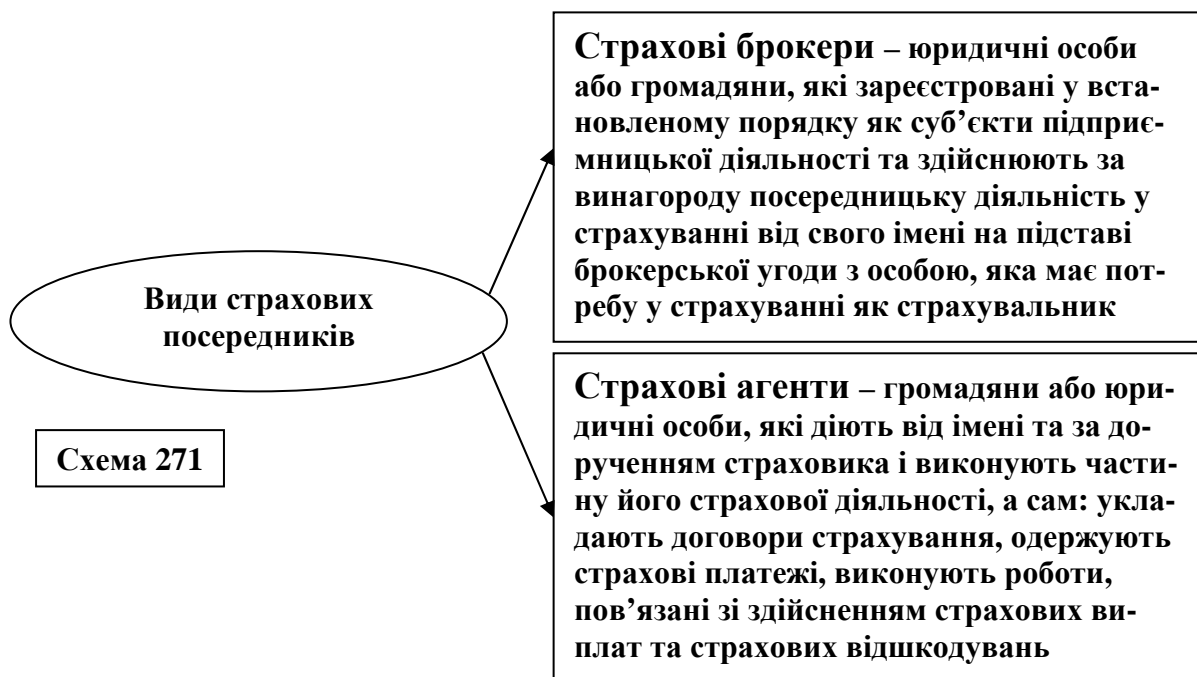 Страхові брокери – юридичні особи
або громадяни, які зареєстровані у вста-
новленому порядку як суб’єкти підприє-
мницької діяльності та здійснюють за
винагороду посередницьку діяльність у
страхуванні від свого імені на підставі
брокерської угоди з особою, яка має пот-
ребу у страхуванні як страхувальник
Види страхових
посередників
Страхові агенти – громадяни або юри-
дичні особи, які діють від імені та за до-
рученням страховика і виконують части-
ну його страхової діяльності, а сам: укла-
дають договори страхування, одержують
страхові платежі, виконують роботи,
пов’язані зі здійсненням страхових ви-
плат та страхових відшкодувань
Схема 271